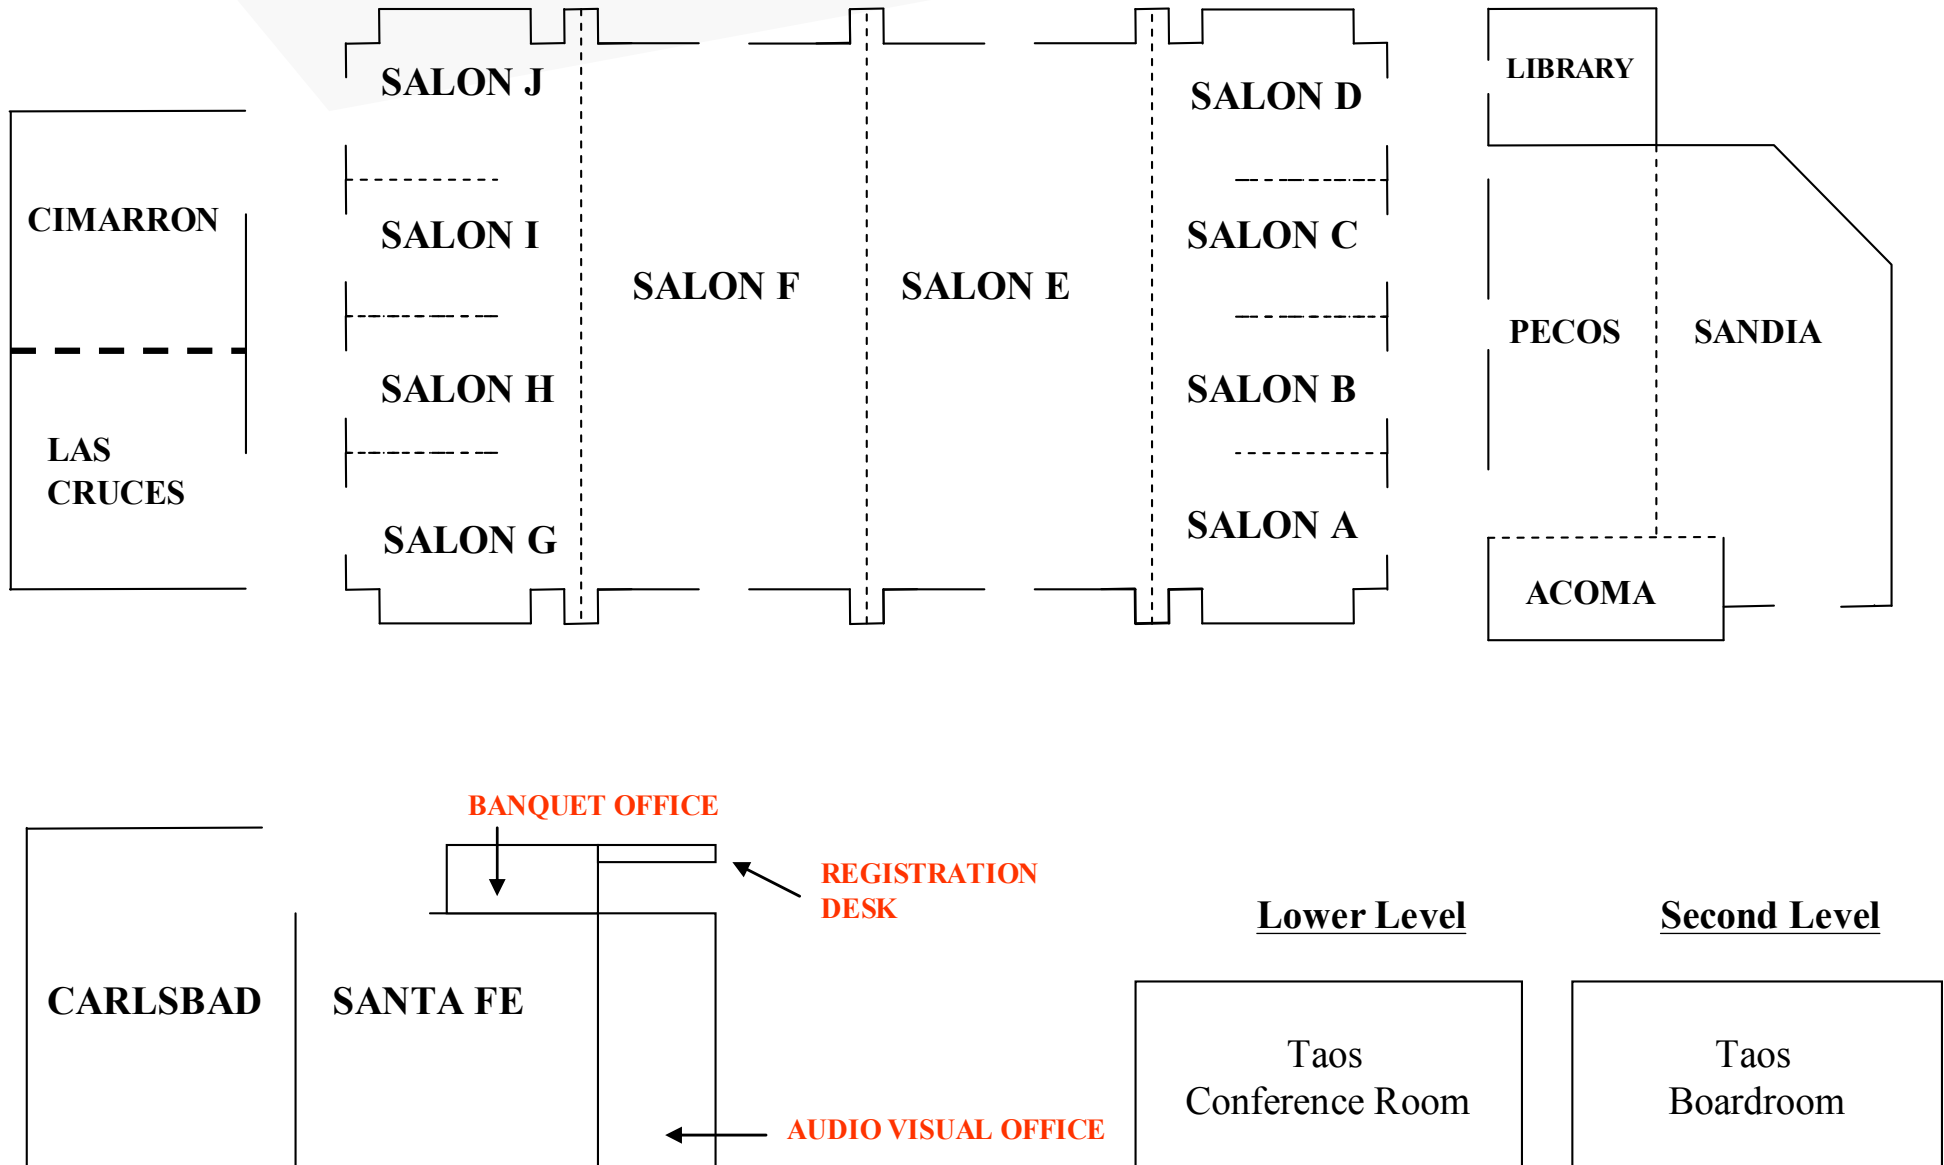 SALON J
SALON D
LIBRARY
CIMARRON
SALON I
SALON C
SALON F
SALON E
PECOS
SANDIA
SALON H
SALON B
LAS
CRUCES
SALON G
SALON A
ACOMA
BANQUET OFFICE
REGISTRATION
DESK
Lower Level
Second Level
CARLSBAD
SANTA FE
Taos
Conference Room
Taos
Boardroom
AUDIO VISUAL OFFICE